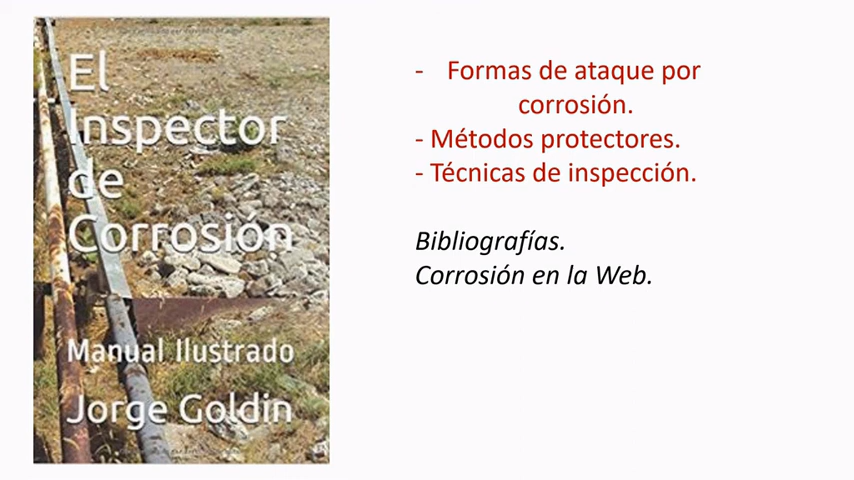 El
Inspector
de
Corrosión
Manual Ilustrado
Jorge Goldin
- Formas de ataque por
corrosión.
- Métodos protectores.
- Técnicas de inspección.
Bibliografías.
Corrosión en la Web.